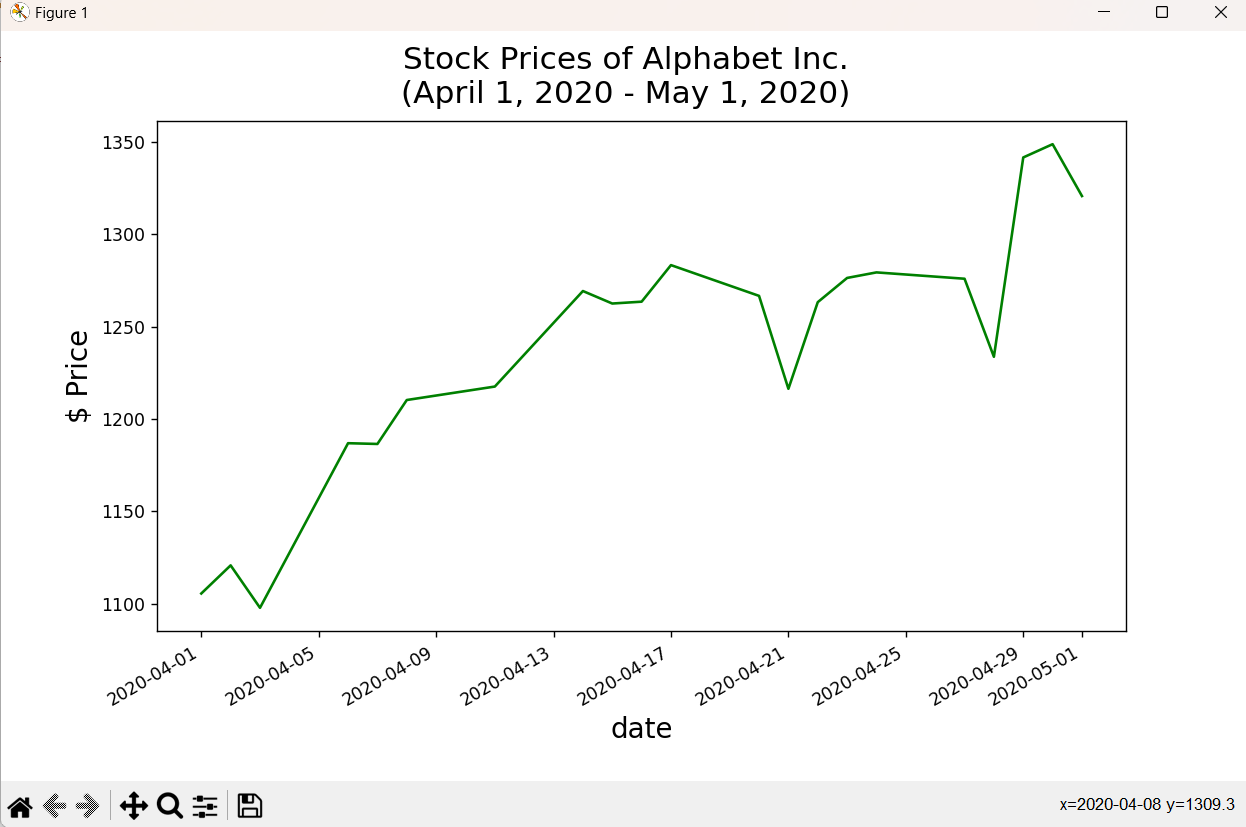 Figure 1
Stock Prices of Alphabet Inc.
(April 1, 2020 - May 1, 2020)
$ Price
1350
1300
1250
1200
1150
1100
2020-04-01
2020-04-05
2020-04-09
2020-04-13
2020-04-17
2020-04-21
2020-04-25
2020-04-29
2020-05-01
date
x=2020-04-08 y=1309.3